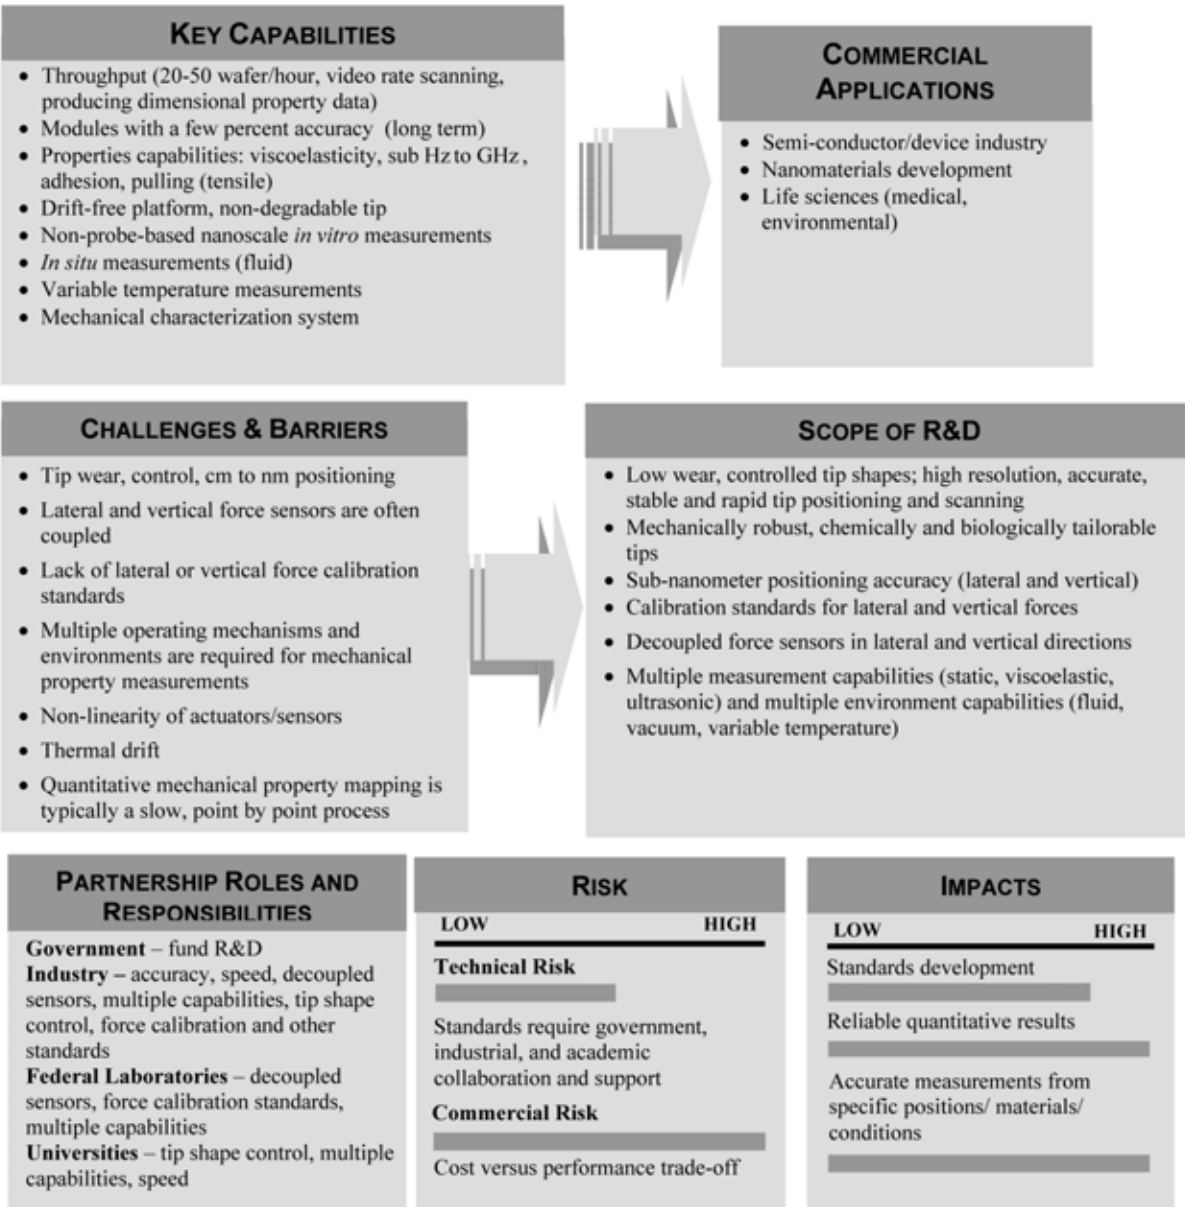 KEY CAPABILITIES
• Throughput (20-50 wafer/hour, video rate scanning,
producing dimensional property data)
• Modules with a few percent accuracy (long term)
• Properties capabilities: viscoelasticity, sub Hz to GHz,
adhesion, pulling (tensile)
• Drift-free platform, non-degradable tip
• Non-probe-based nanoscale in vitro measurements
• In situ measurements (fluid)
• Variable temperature measurements
• Mechanical characterization system
COMMERCIAL
APPLICATIONS
• Semi-conductor/device industry
• Nanomaterials development
• Life sciences (medical,
environmental)
CHALLENGES & BARRIERS
• Tip wear, control, cm to nm positioning
• Lateral and vertical force sensors are often
coupled
• Lack of lateral or vertical force calibration
standards
• Multiple operating mechanisms and
environments are required for mechanical
property measurements
• Non-linearity of actuators/sensors
• Thermal drift
• Quantitative mechanical property mapping is
typically a slow, point by point process
SCOPE OF R&D
• Low wear, controlled tip shapes; high resolution, accurate,
stable and rapid tip positioning and scanning
• Mechanically robust, chemically and biologically tailorable
tips
• Sub-nanometer positioning accuracy (lateral and vertical)
• Calibration standards for lateral and vertical forces
• Decoupled force sensors in lateral and vertical directions
• Multiple measurement capabilities (static, viscoelastic,
ultrasonic) and multiple environment capabilities (fluid,
vacuum, variable temperature)
PARTNERSHIP ROLES AND
RESPONSIBILITIES
Government – fund R&D
Industry – accuracy, speed, decoupled
sensors, multiple capabilities, tip shape
control, force calibration and other
standards
Federal Laboratories – decoupled
sensors, force calibration standards,
multiple capabilities
Universities – tip shape control, multiple
capabilities, speed
RISK
LOW HIGH
Technical Risk
Standards require government,
industrial, and academic
collaboration and support
Commercial Risk
Cost versus performance trade-off
IMPACTS
LOW HIGH
Standards development
Reliable quantitative results
Accurate measurements from
specific positions/ materials/
conditions